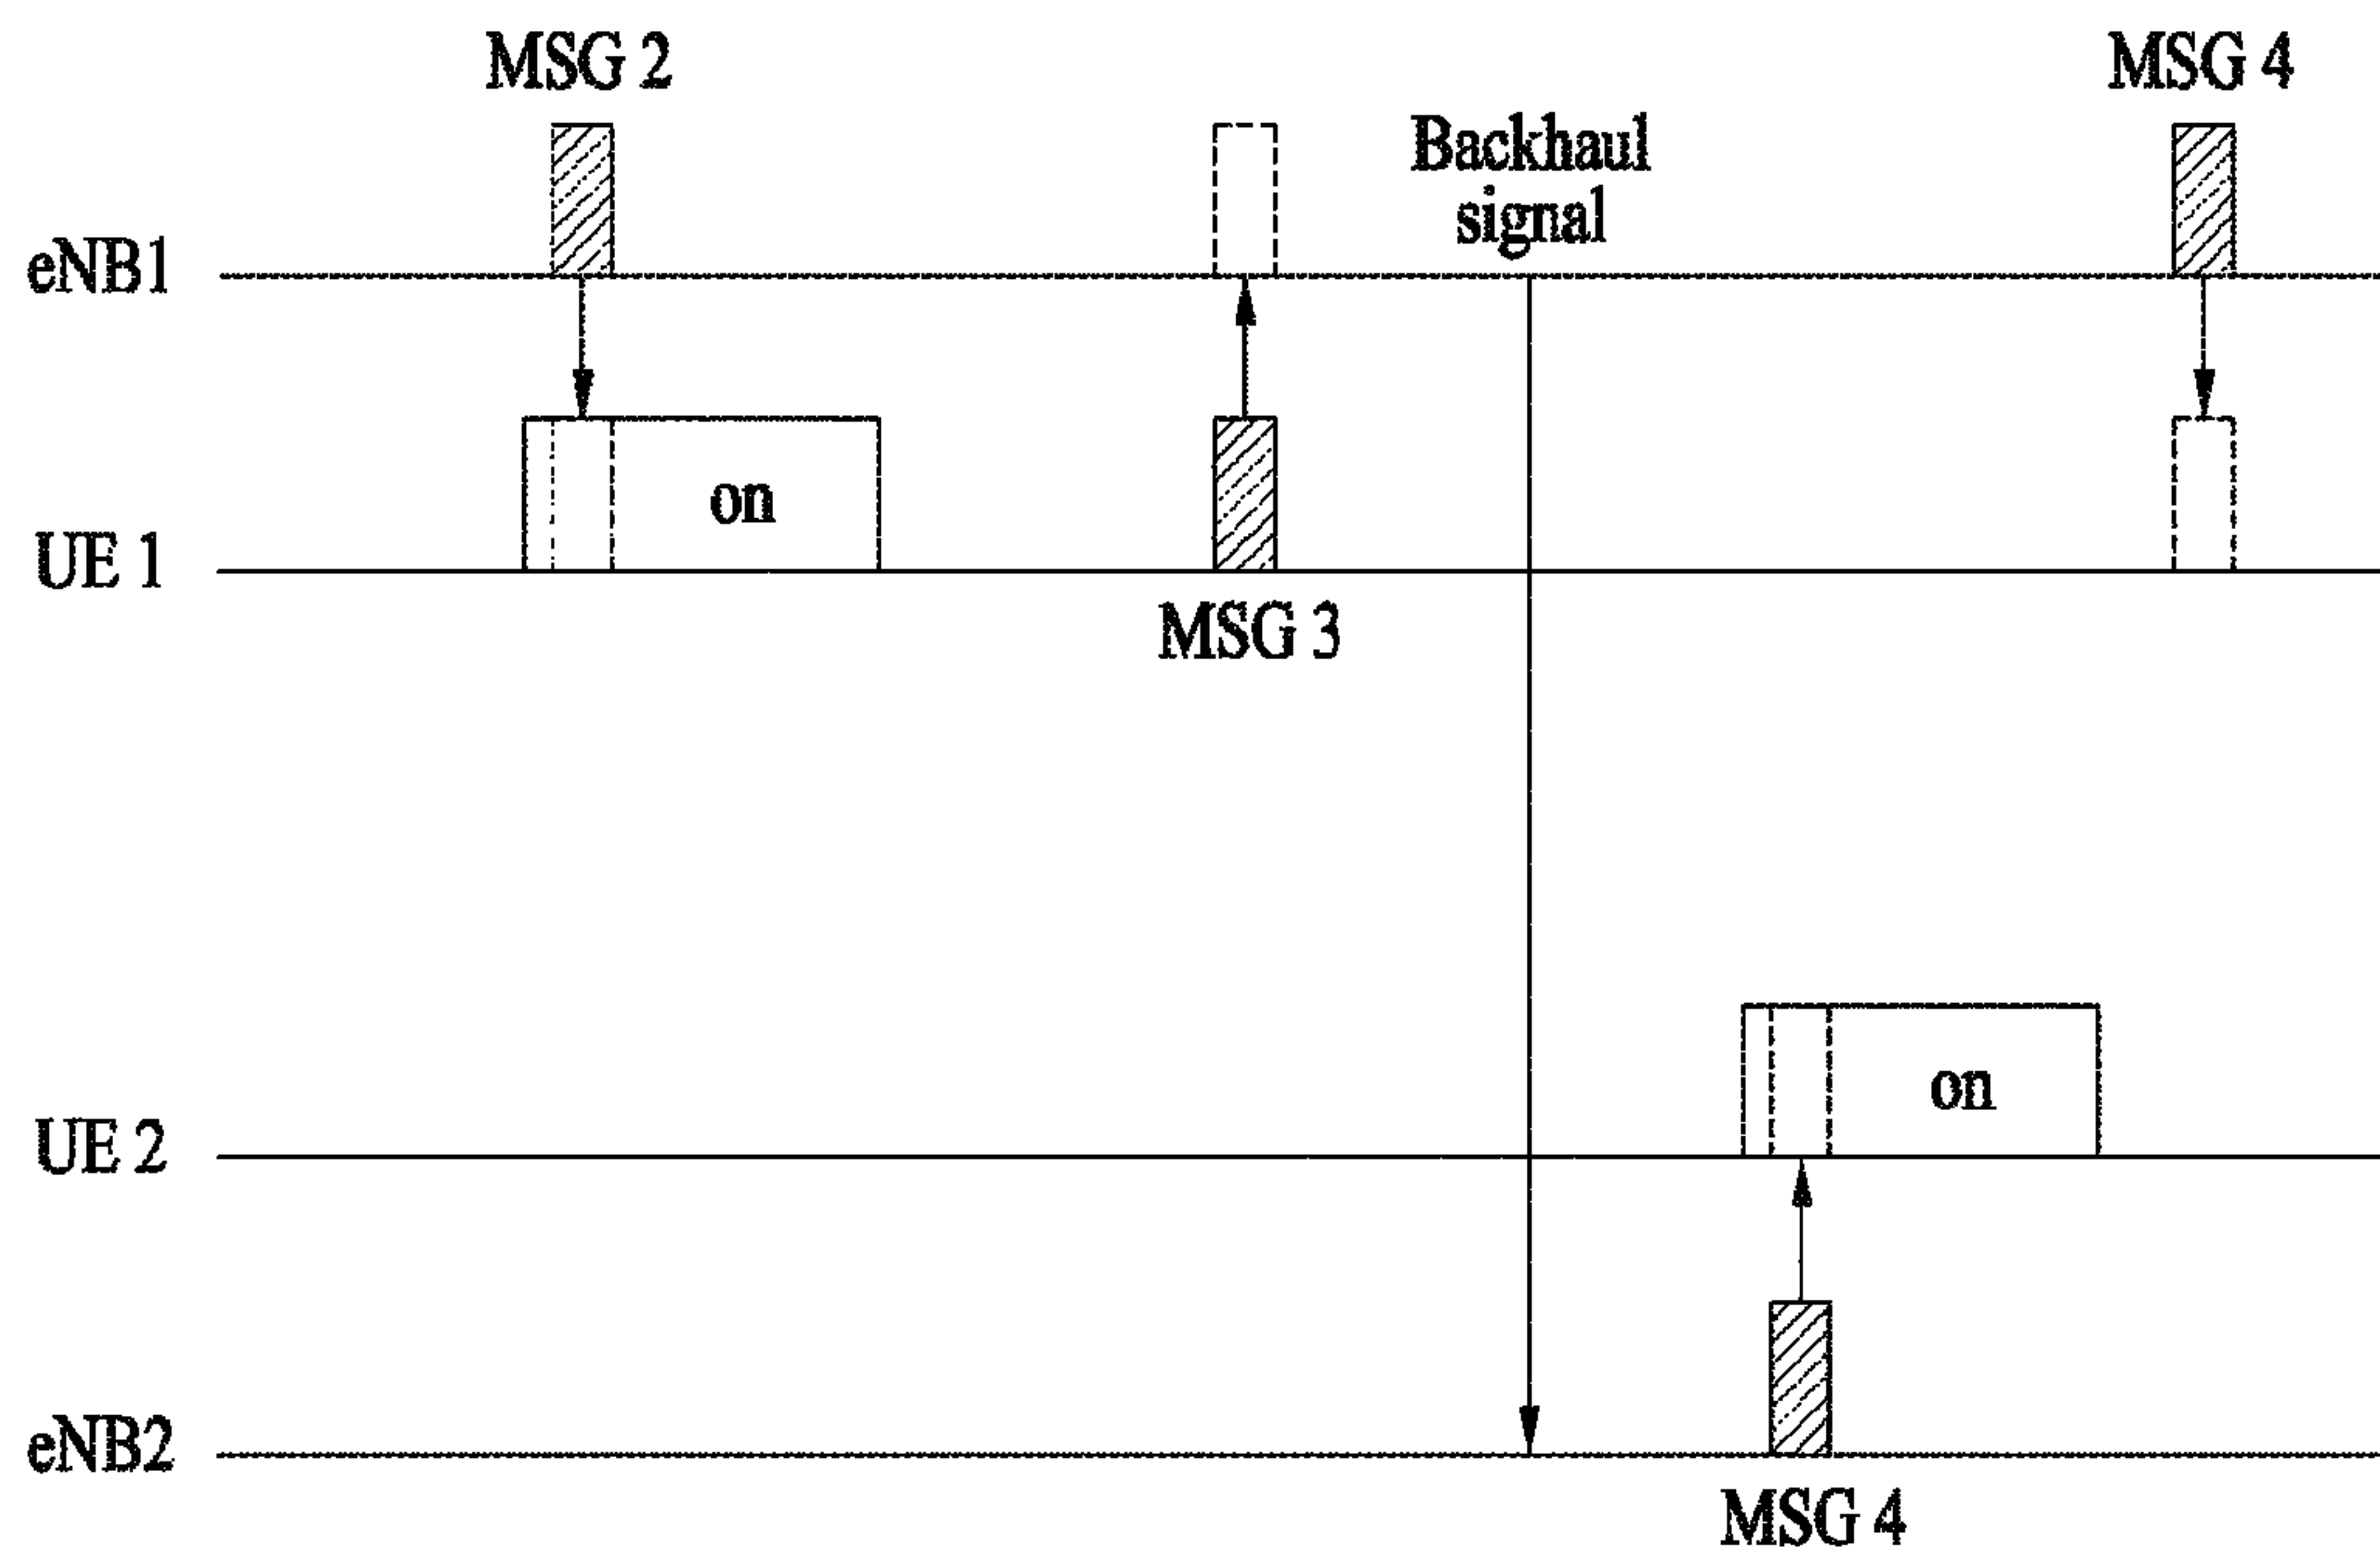 MSG 2
MSG 4
Backhaul
signal
eNB1
on
UE 1
MSG 3
on
UE 2
eNB2
MSG 4